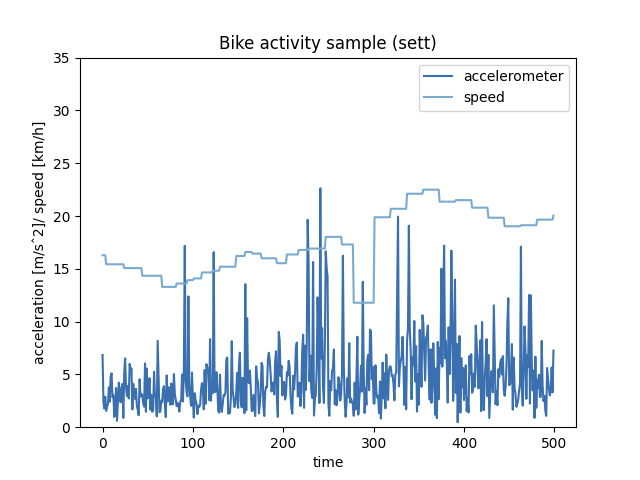 Bike activity sample (sett)
accelerometer
speed
acceleration [m/s^2]/ speed [km/h]
35
30
25
20
15
10
5
0
0 100 200 300 400 500
time